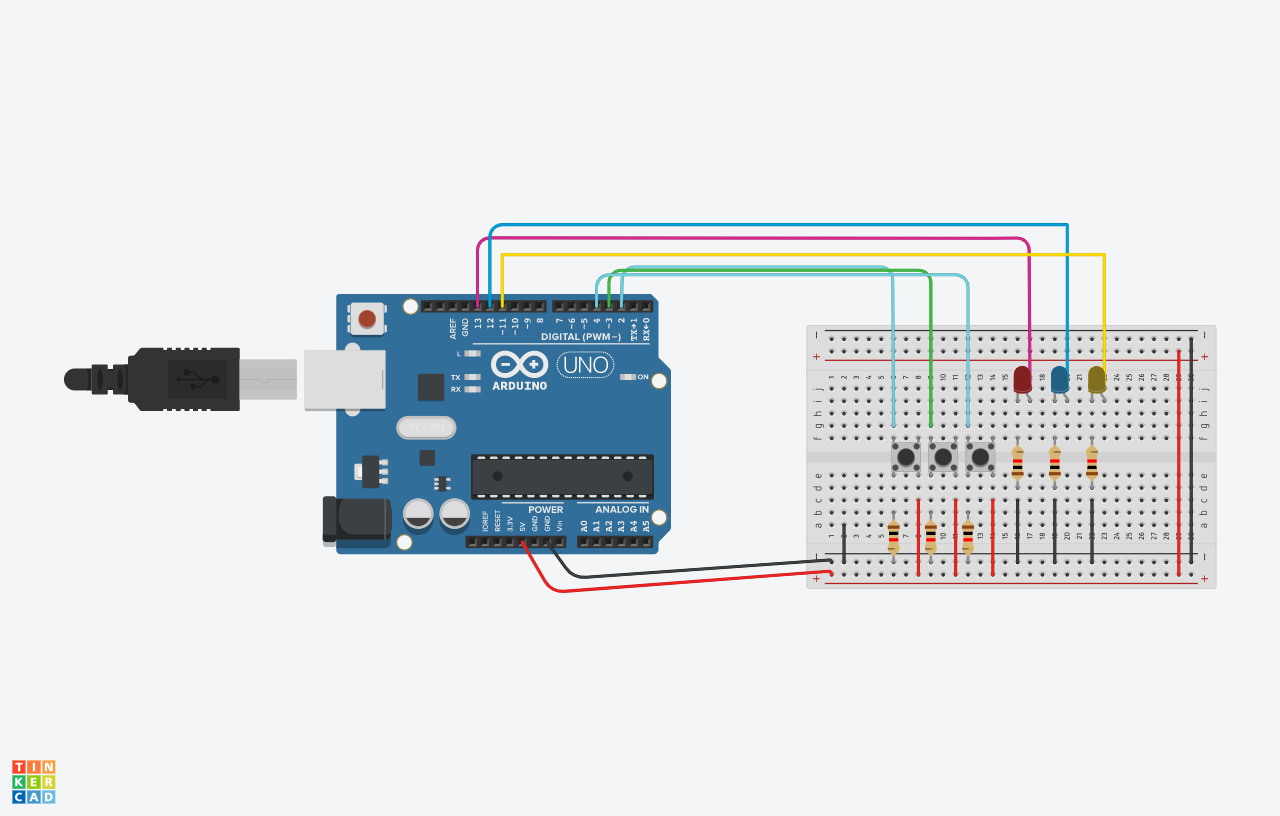 AREF
GND
13
12
~11
~10
~9
8
7
~6
~5
4
~3
2
TX→1
RX←0
DIGITAL (PWM~)
L
TX
RX
ARDUINO
UNO
ON
POWER
ANALOG IN
IOREF
RESET
3.3V
5V
GND
GND
Vin
A0
A1
A2
A3
A4
A5
j
i
h
g
f
e
d
c
b
a
TIN
KER
CAD